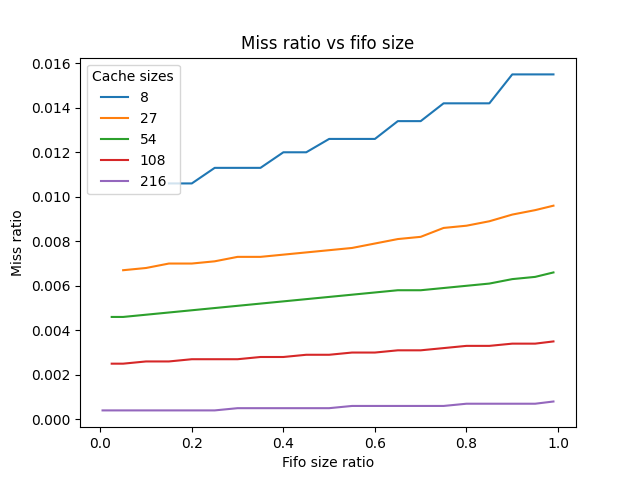 Miss ratio vs fifo size
Cache sizes
8
27
54
108
216
0.016
0.014
0.012
0.010
0.008
0.006
0.004
0.002
0.000
Miss ratio
0.0 0.2 0.4 0.6 0.8 1.0
Fifo size ratio